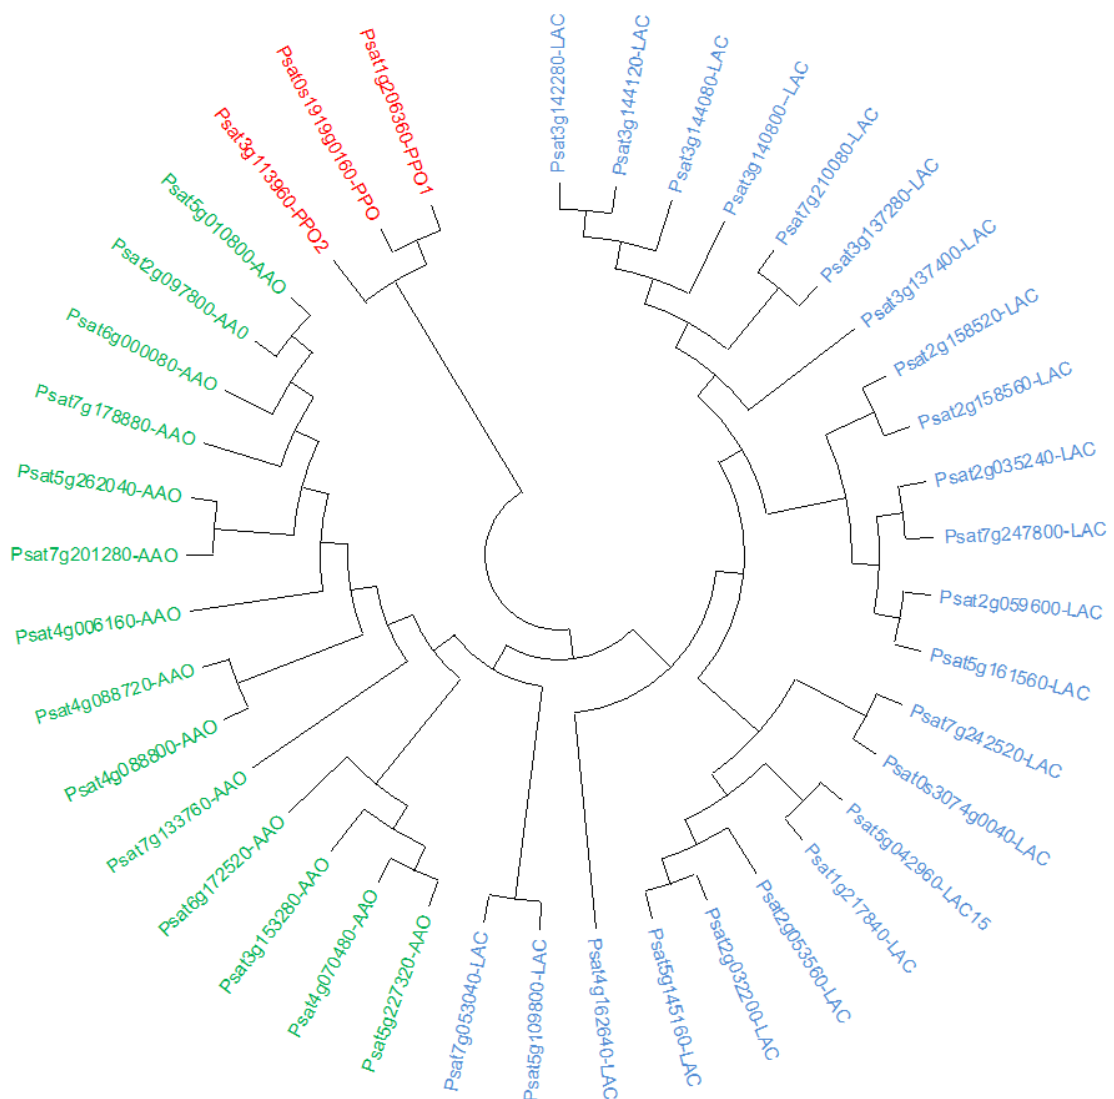 Psat3g142280-LAC
Psat3g144120-LAC
Psat3g144080-LAC
Psat3g140800-LAC
Psat7g210080-LAC
Psat3g137280-LAC
Psat3g137400-LAC
Psat2g158520-LAC
Psat2g158560-LAC
Psat2g035240-LAC
Psat7g247800-LAC
Psat2g059600-LAC
Psat5g161560-LAC
Psat7g242520-LAC
Psat0s3074g0040-LAC
Psat5g042960-LAC15
Psat1g217840-LAC
Psat2g053560-LAC
Psat2g032200-LAC
Psat5g145160-LAC
Psat4g162640-LAC
Psat5g109800-LAC
Psat7g053040-LAC
Psat5g227320-AAO
Psat4g070480-AAO
Psat3g153280-AAO
Psat6g172520-AAO
Psat7g133760-AAO
Psat4g088800-AAO
Psat4g088720-AAO
Psat4g006160-AAO
Psat7g201280-AAO
Psat5g262040-AAO
Psat7g178880-AAO
Psat6g000080-AAO
Psat2g097800-AA0
Psat5g010800-AAO
Psat3g113960-PPO2
Psat0s1919g0160-PPO
Psat1g206360-PPO1